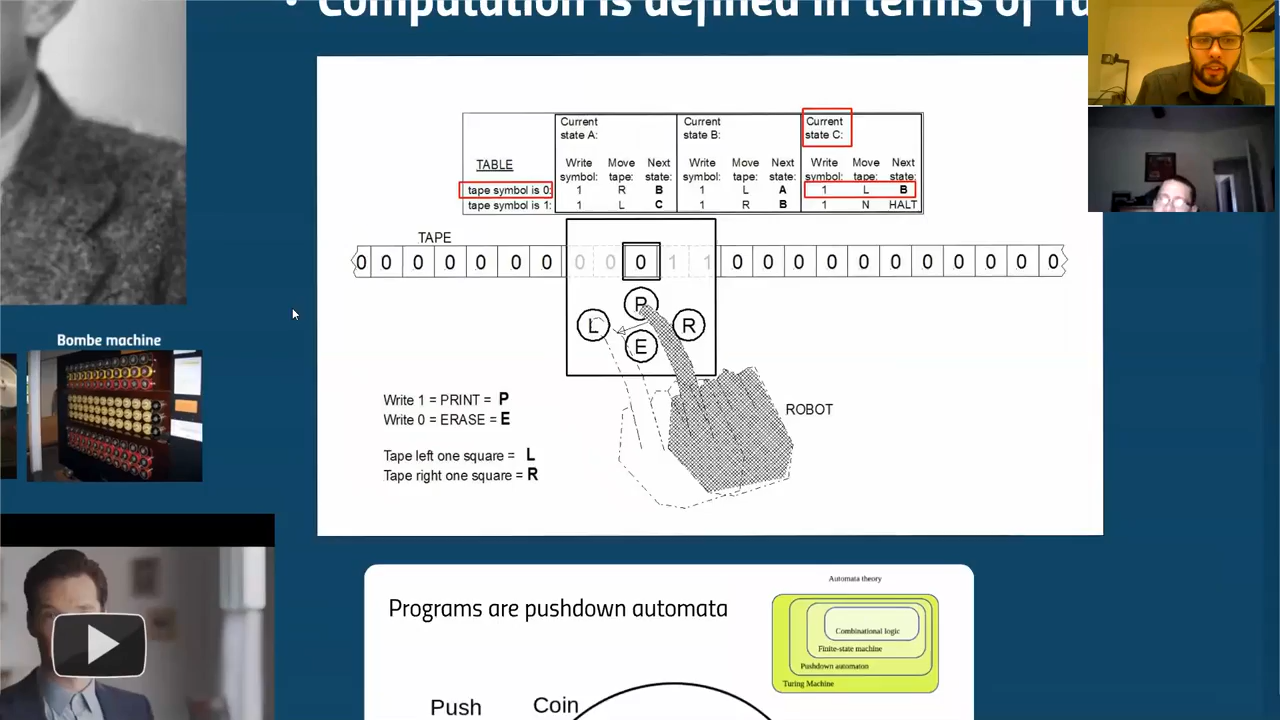 • Computation is defined in terms of Tu
Current state A: Current state B: Current state C:
TABLE Write symbol: Move tape: Next state: Write symbol: Move tape: Next state: Write symbol: Move tape: Next state:
tape symbol is 0: 1 R B 1 L A 1 L B
tape symbol is 1: 1 L C 1 R B 1 N HALT
TAPE
0 0 0 0 0 0 0 0 0 0 1 1 0 0 0 0 0 0 0 0 0 0 0
P
L R
E
Bombe machine
Write 1 = PRINT = P
Write 0 = ERASE = E
ROBOT
Tape left one square = L
Tape right one square = R
Programs are pushdown automata
Automata theory
Combinational logic
Finite-state machine
Pushdown automaton
Turing Machine
Push Coin